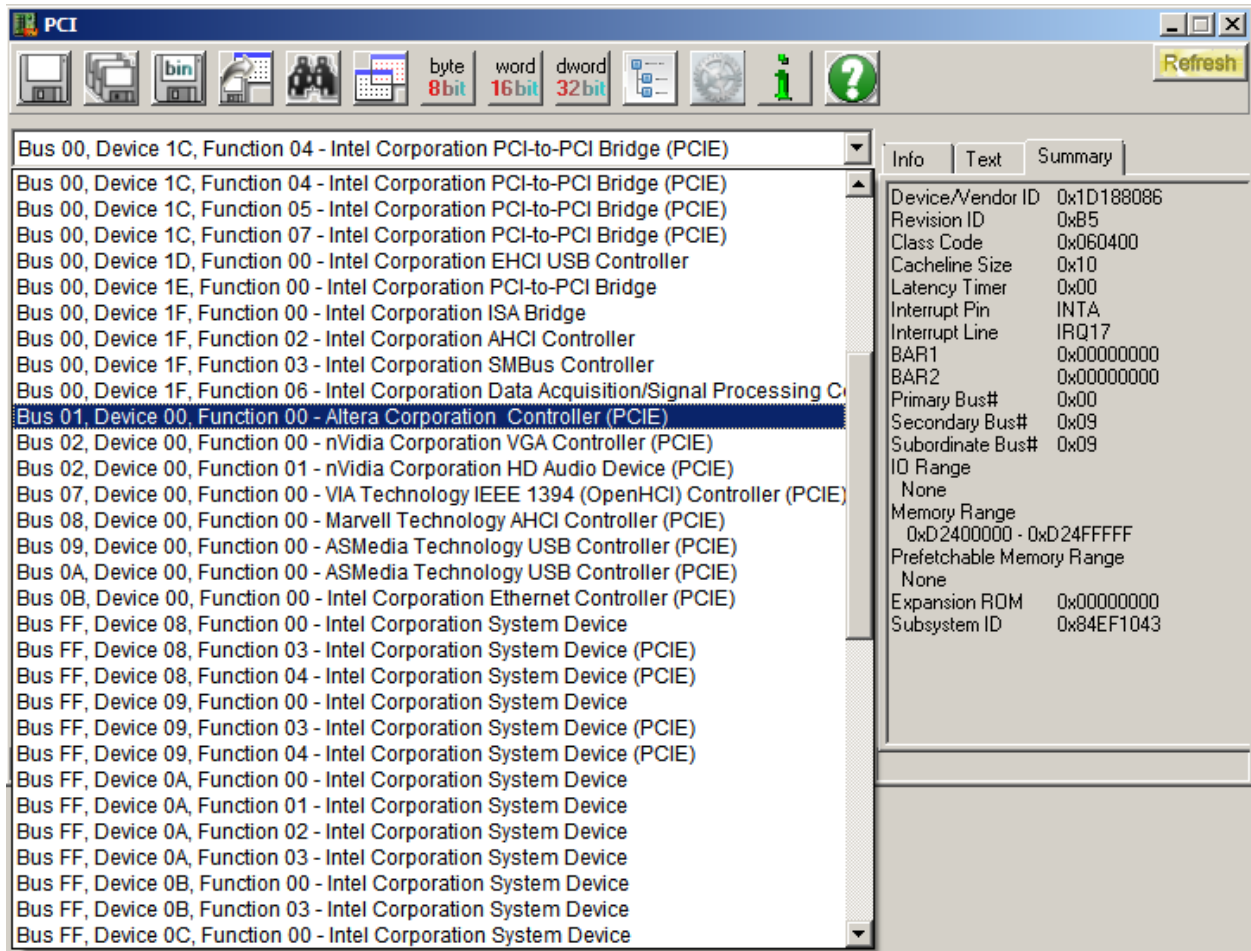 PCI
bin
byte 8bit
word 16bit
dword 32bit
Refresh
Bus 00, Device 1C, Function 04 - Intel Corporation PCI-to-PCI Bridge (PCIE)
Bus 00, Device 1C, Function 04 - Intel Corporation PCI-to-PCI Bridge (PCIE)
Bus 00, Device 1C, Function 05 - Intel Corporation PCI-to-PCI Bridge (PCIE)
Bus 00, Device 1C, Function 07 - Intel Corporation PCI-to-PCI Bridge (PCIE)
Bus 00, Device 1D, Function 00 - Intel Corporation EHCI USB Controller
Bus 00, Device 1E, Function 00 - Intel Corporation PCI-to-PCI Bridge
Bus 00, Device 1F, Function 00 - Intel Corporation ISA Bridge
Bus 00, Device 1F, Function 02 - Intel Corporation AHCI Controller
Bus 00, Device 1F, Function 03 - Intel Corporation SMBus Controller
Bus 00, Device 1F, Function 06 - Intel Corporation Data Acquisition/Signal Processing
Bus 01, Device 00, Function 00 - Altera Corporation  Controller (PCIE)
Bus 02, Device 00, Function 00 - nVidia Corporation VGA Controller (PCIE)
Bus 02, Device 00, Function 01 - nVidia Corporation HD Audio Device (PCIE)
Bus 07, Device 00, Function 00 - VIA Technology IEEE 1394 (OpenHCI) Controller (PCIE)
Bus 08, Device 00, Function 00 - Marvell Technology AHCI Controller (PCIE)
Bus 09, Device 00, Function 00 - ASMedia Technology USB Controller (PCIE)
Bus 0A, Device 00, Function 00 - ASMedia Technology USB Controller (PCIE)
Bus 0B, Device 00, Function 00 - Intel Corporation Ethernet Controller (PCIE)
Bus FF, Device 08, Function 00 - Intel Corporation System Device
Bus FF, Device 08, Function 03 - Intel Corporation System Device (PCIE)
Bus FF, Device 08, Function 04 - Intel Corporation System Device (PCIE)
Bus FF, Device 09, Function 00 - Intel Corporation System Device
Bus FF, Device 09, Function 03 - Intel Corporation System Device (PCIE)
Bus FF, Device 09, Function 04 - Intel Corporation System Device (PCIE)
Bus FF, Device 0A, Function 00 - Intel Corporation System Device
Bus FF, Device 0A, Function 01 - Intel Corporation System Device
Bus FF, Device 0A, Function 02 - Intel Corporation System Device
Bus FF, Device 0A, Function 03 - Intel Corporation System Device
Bus FF, Device 0B, Function 00 - Intel Corporation System Device
Bus FF, Device 0B, Function 03 - Intel Corporation System Device
Bus FF, Device 0C, Function 00 - Intel Corporation System Device
Info Text Summary
Device/Vendor ID 0x1D188086
Revision ID 0xB5
Class Code 0x060400
Cacheline Size 0x10
Latency Timer 0x00
Interrupt Pin INTA
Interrupt Line IRQ17
BAR1 0x00000000
BAR2 0x00000000
Primary Bus# 0x00
Secondary Bus# 0x09
Subordinate Bus# 0x09
IO Range
None
Memory Range
0xD2400000 - 0xD24FFFFF
Prefetchable Memory Range
None
Expansion ROM 0x00000000
Subsystem ID 0x84EF1043